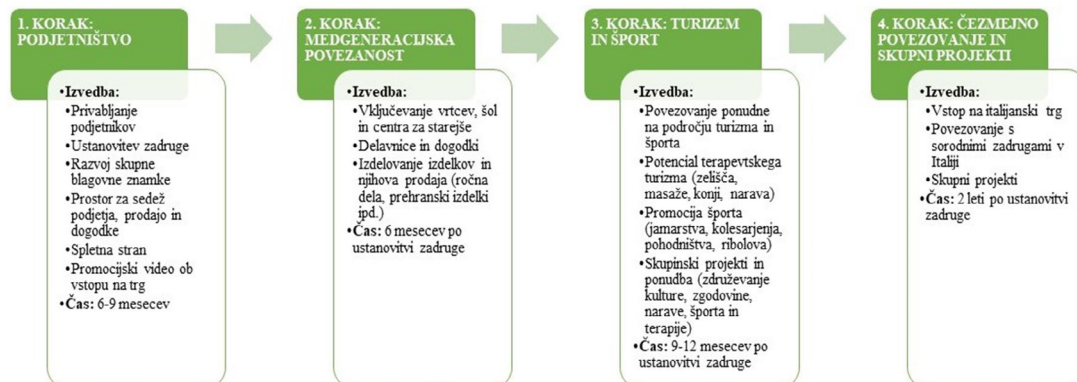 1. KORAK:
PODJETNIŠTVO
•Izvedba:
•Privabljanje
podjetnikov
•Ustanovitev zadruge
•Razvoj skupne
blagovne znamke
•Prostor za sedež
podjetja, prodajo in
dogodke
•Spletna stran
•Promocijski video ob
vstopu na trg
•Čas: 6-9 mesecev
2. KORAK:
MEDGENERACIJSKA
POVEZANOST
•Izvedba:
•Vključevanje vrtcev, šol
in centra za starejše
•Delavnice in dogodki
•Izdelovanje izdelkov in
njihova prodaja (ročna
dela, prehranski izdelki
ipd.)
•Čas: 6 mesecev po
ustanovitvi zadruge
3. KORAK: TURIZEM
IN ŠPORT
•Izvedba:
•Povezovanje ponudne
na področju turizma in
športa
•Potencial terapevtskega
turizma (zelišča,
masaže, konji, narava)
•Promocija športa
(jamarstva, kolesarjenja,
pohodništva, ribolova)
•Skupinski projekti in
ponudba (združevanje
kulture, zgodovine,
narave, športa in
terapije)
•Čas: 9-12 mesecev po
ustanovitvi zadruge
4. KORAK: ČEZMEJNO
POVEZOVANJE IN
SKUPNI PROJEKTI
•Izvedba:
•Vstop na italijanski trg
•Povezovanje s
sorodnimi zadrugami v
Italiji
•Skupni projekti
•Čas: 2 leti po ustanovitvi
zadruge